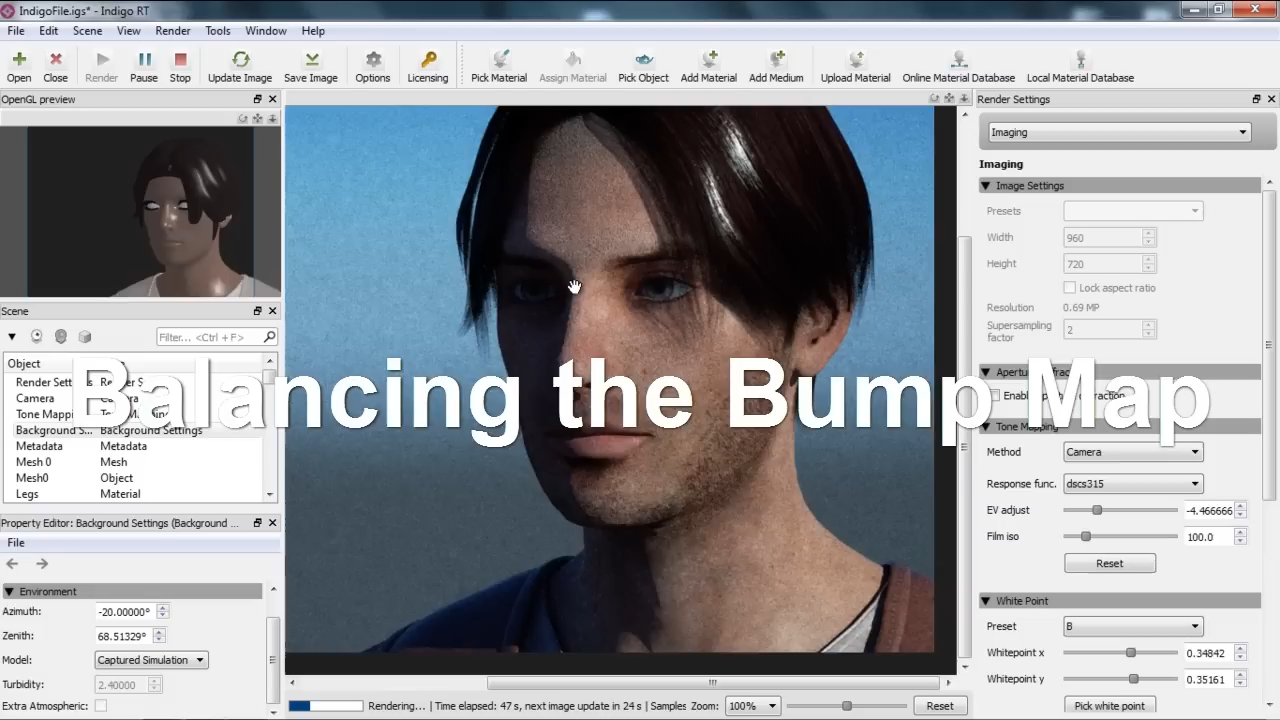 IndigoFile.igs* - Indigo RT
File Edit Scene View Render Tools Window Help
Open Close Render Pause Stop Update Image Save Image Options Licensing Pick Material Assign Material Pick Object Add Material Add Medium Upload Material Online Material Database Local Material Database
OpenGL preview
Scene
Filter... <Ctrl + F>
Object
Render Sett
Camera
Tone Mappi
Background S... Background Settings
Metadata Metadata
Mesh 0 Mesh
Mesh0 Object
Legs Material
Property Editor: Background Settings (Background ...
File
Environment
Azimuth: -20.00000°
Zenith: 68.51329°
Model: Captured Simulation
Turbidity: 2.40000
Extra Atmospheric:
Balancing the Bump Map
Rendering... | Time elapsed: 47 s, next image update in 24 s | Samples Zoom: 100% Reset
Render Settings
Imaging
Imaging
Image Settings
Presets
Width 960
Height 720
Lock aspect ratio
Resolution 0.69 MP
Supersampling
factor 2
Tone Mapping
Method Camera
Response func. dscs315
EV adjust -4.466666
Film iso 100.0
Reset
White Point
Preset B
Whitepoint x 0.34842
Whitepoint y 0.35161
Pick white point